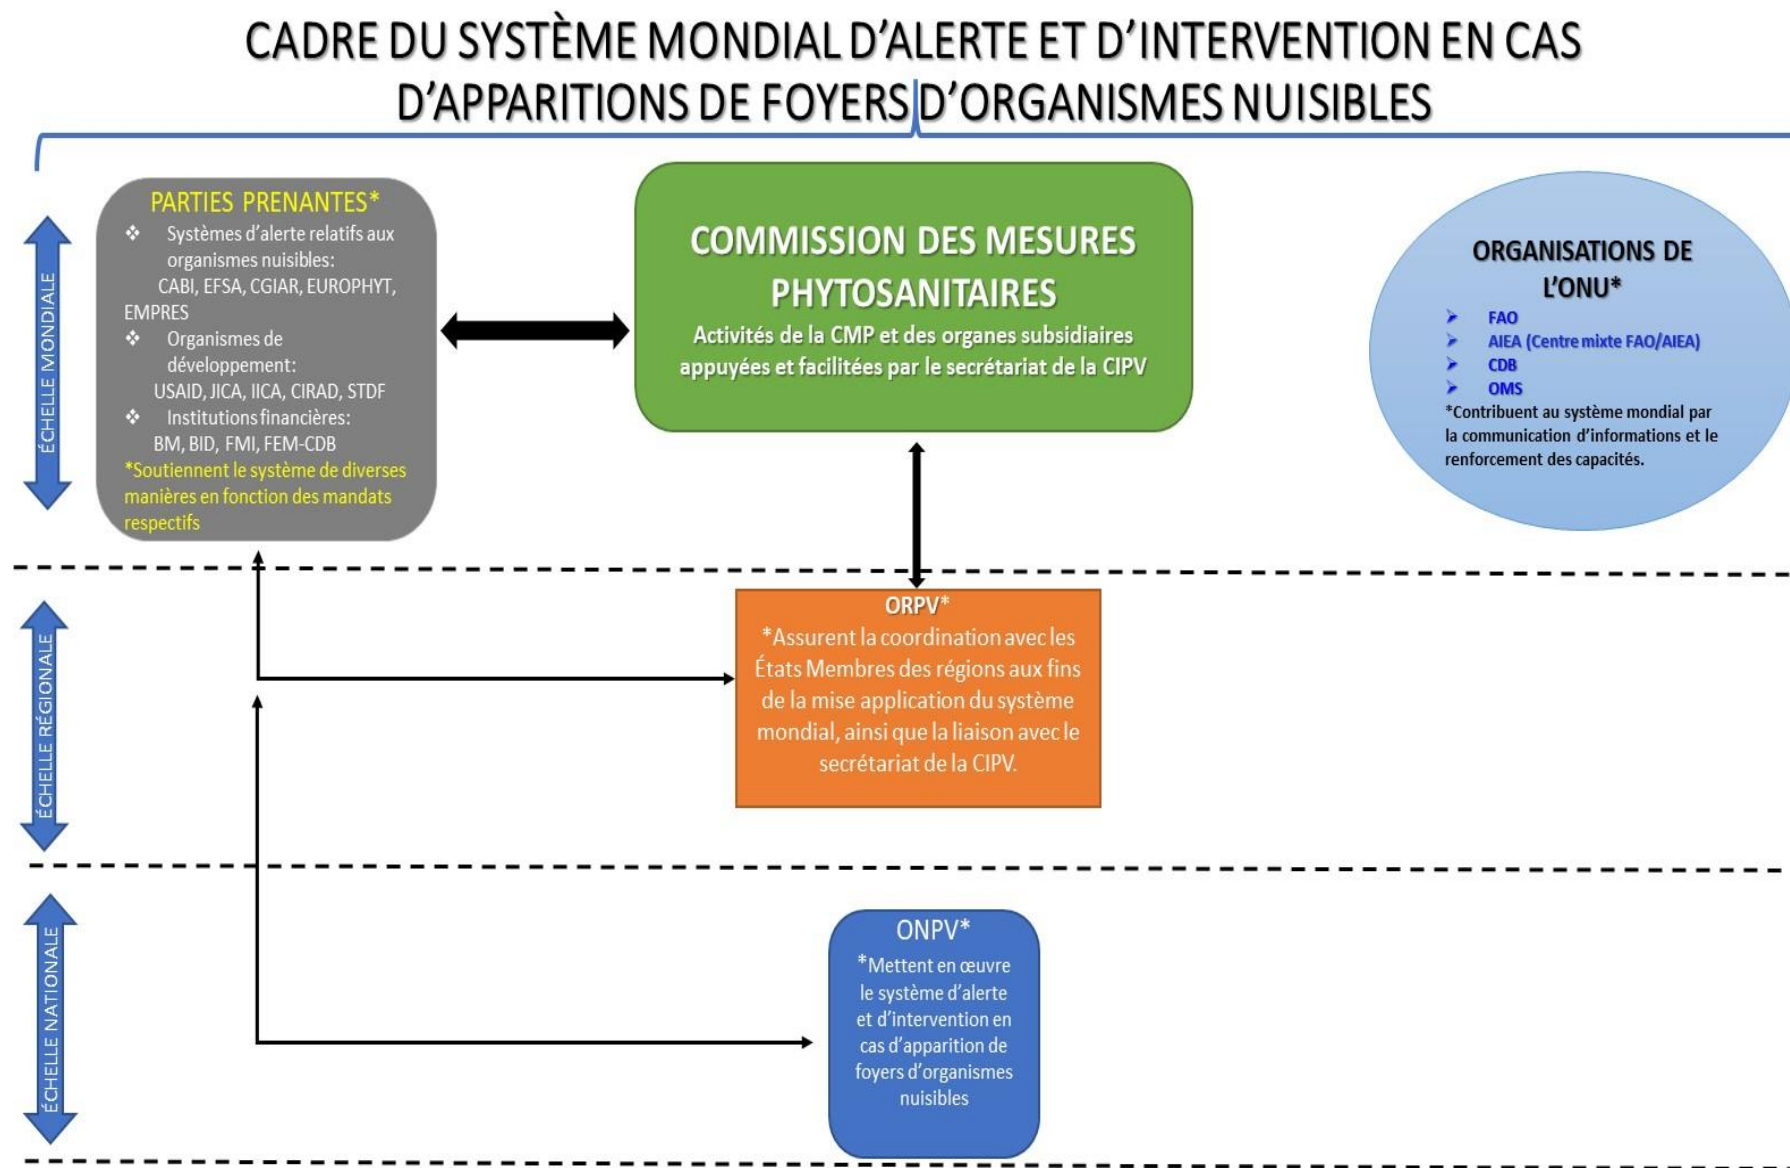 CADRE DU SYSTÈME MONDIAL D’ALERTE ET D’INTERVENTION EN CAS
D’APPARITIONS DE FOYERS D’ORGANISMES NUISIBLES
ÉCHELLE MONDIALE
PARTIES PRENANTES*
❖ Systèmes d’alerte relatifs aux
organismes nuisibles:
CABI, EFSA, CGIAR, EUROPHYT,
EMPRES
❖ Organismes de
développement:
USAID, JICA, IICA, CIRAD, STDF
❖ Institutions financières:
BM, BID, FMI, FEM-CDB
*Soutiennent le système de diverses
manières en fonction des mandats
respectifs
COMMISSION DES MESURES
PHYTOSANITAIRES
Activités de la CMP et des organes subsidiaires
appuyées et facilitées par le secrétariat de la CIPV
ORGANISATIONS DE
L’ONU*
➢ FAO
➢ AIEA (Centre mixte FAO/AIEA)
➢ CDB
➢ OMS
*Contribuent au système mondial par
la communication d’informations et le
renforcement des capacités.
ÉCHELLE RÉGIONALE
ORPV*
*Assurent la coordination avec les
États Membres des régions aux fins
de la mise application du système
mondial, ainsi que la liaison avec le
secrétariat de la CIPV.
ÉCHELLE NATIONALE
ONPV*
*Mettent en œuvre
le système d’alerte
et d’intervention en
cas d’apparition de
foyers d’organismes
nuisibles